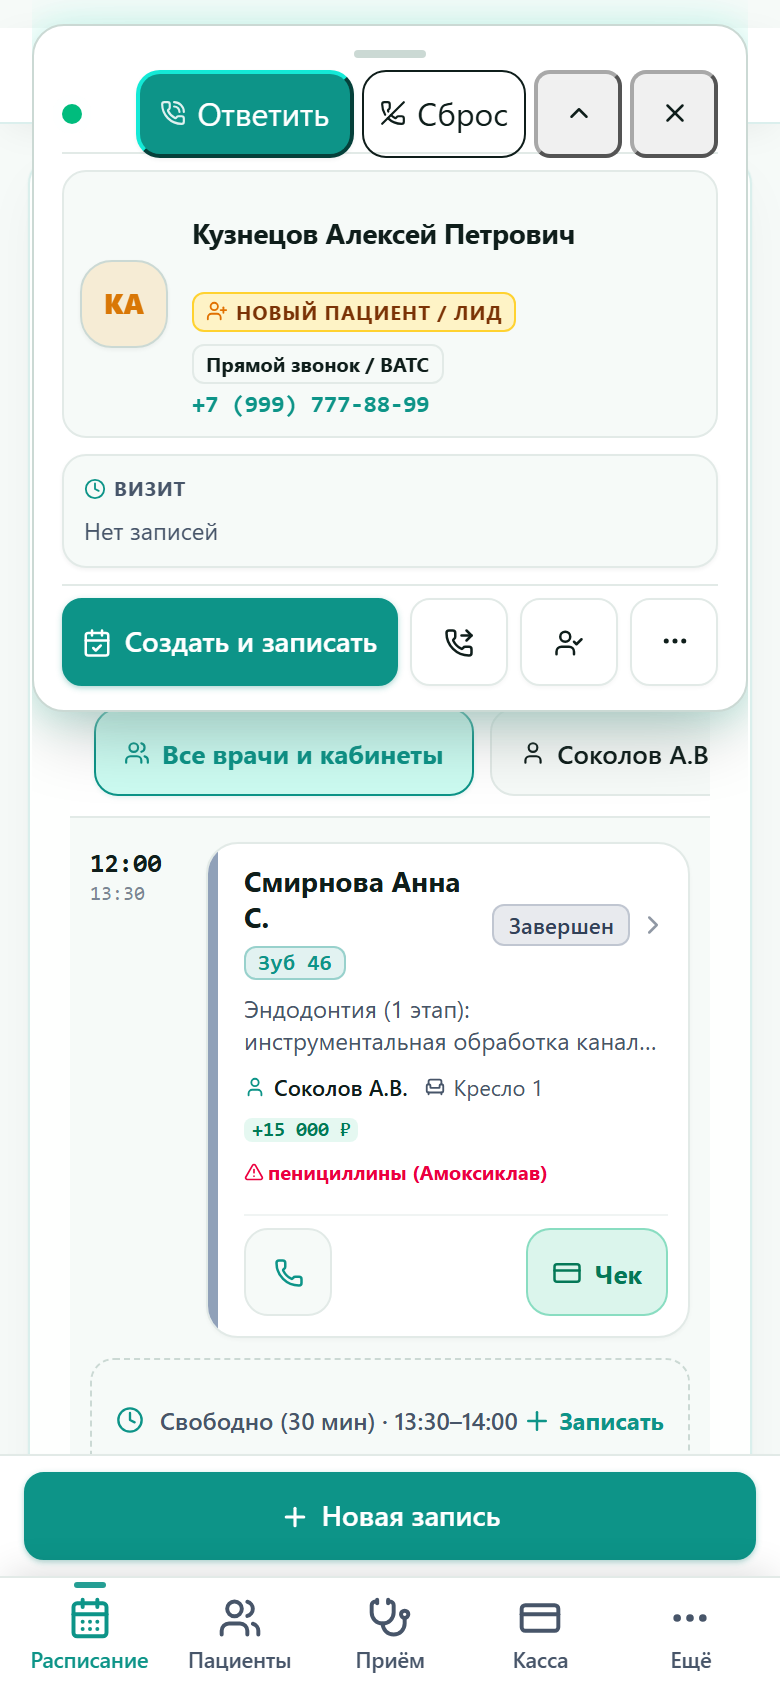 Ответить
Сброс
Кузнецов Алексей Петрович
КА
НОВЫЙ ПАЦИЕНТ / ЛИД
Прямой звонок / ВАТС
+7 (999) 777-88-99
ВИЗИТ
Нет записей
Создать и записать
Все врачи и кабинеты
Соколов А.В
12:00
13:30
Смирнова Анна
С.
Завершен
Зуб 46
Эндодонтия (1 этап):
инструментальная обработка канал...
Соколов А.В.
Кресло 1
+15 000 ₽
пенициллины (Амоксиклав)
Чек
Свободно (30 мин) · 13:30–14:00
Записать
Новая запись
Расписание
Пациенты
Приём
Касса
Ещё